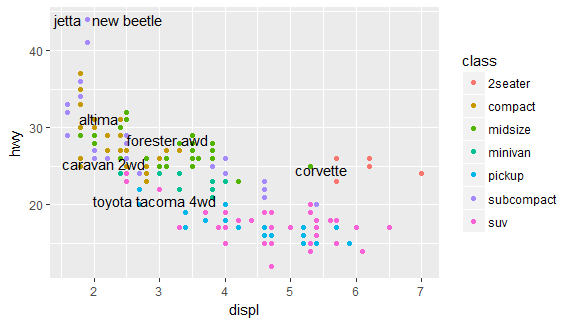 jetta new beetle
altima
forester awd
caravan 2wd
corvette
toyota tacoma 4wd
hwy
40
30
20
2 3 4 5 6 7
displ
class
2seater
compact
midsize
minivan
pickup
subcompact
suv